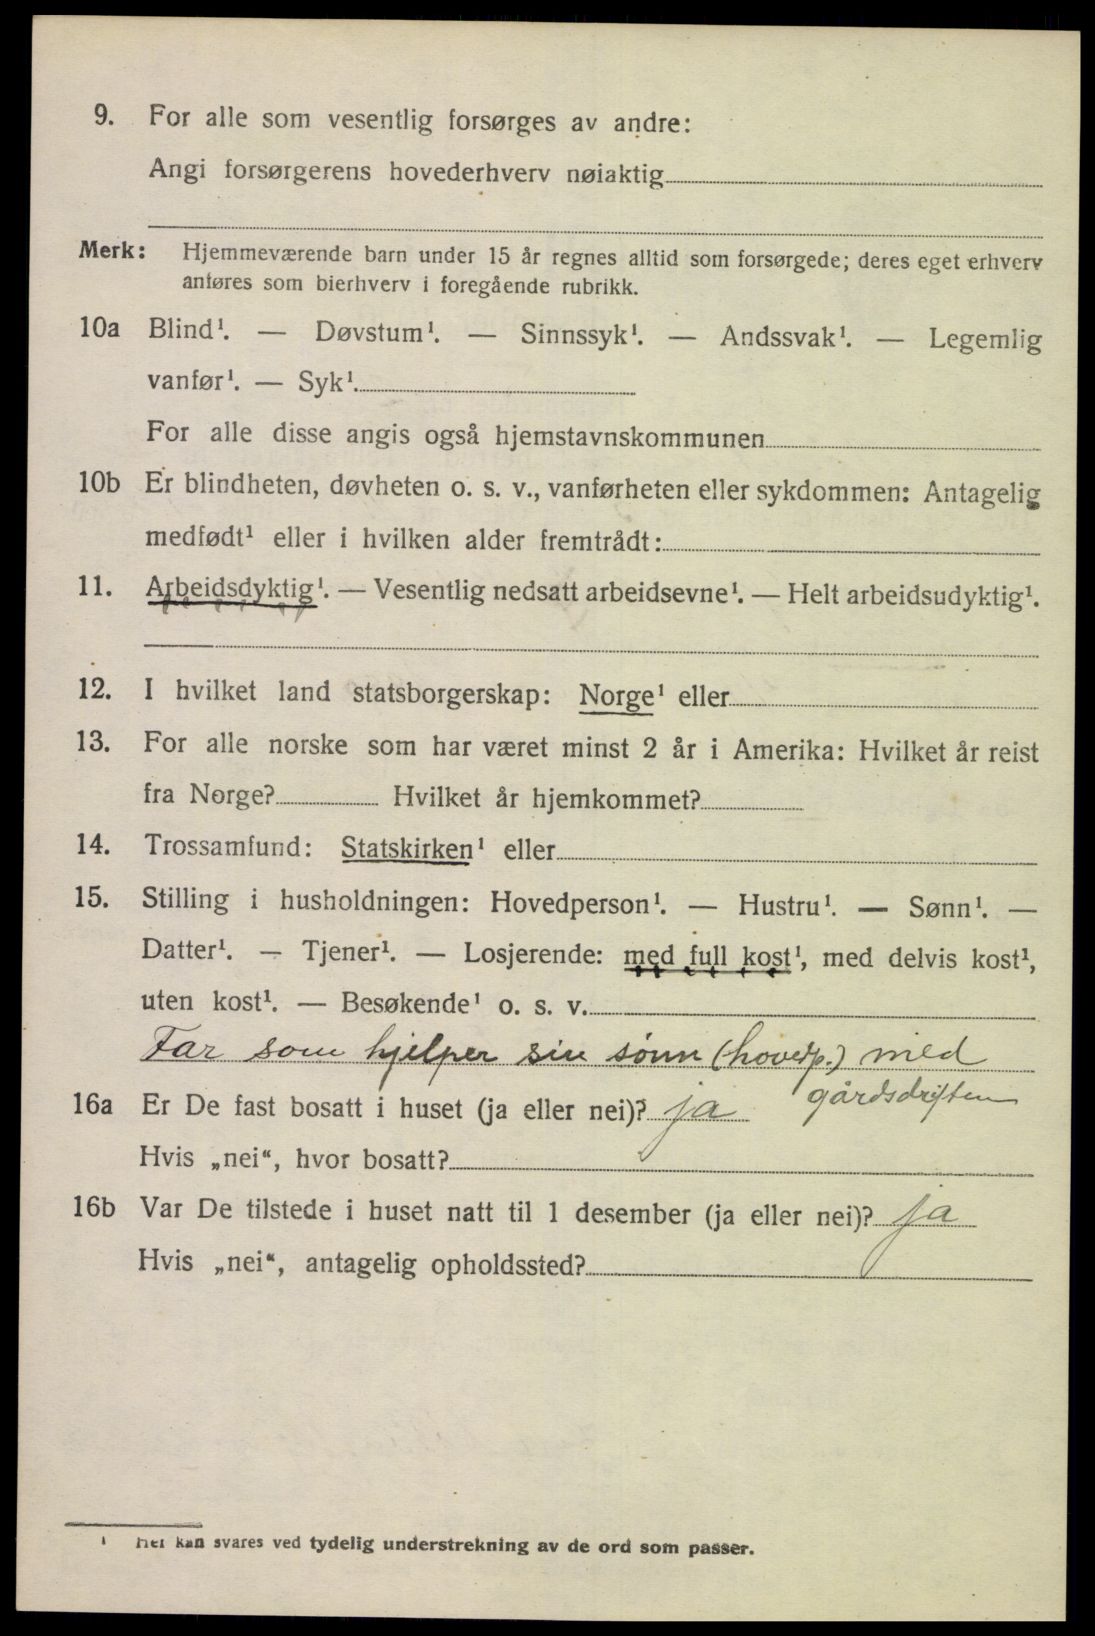 9. For alle som vesentlig forsørges av andre:
Angi forsørgerens hovederhverv nøiaktig
Merk: Hjemmeværende barn under 15 år regnes alltid som forsørgede; deres eget erhverv
anføres som bierhverv i foregående rubrikk.
10a Blind¹. — Døvstum¹. — Sinnssyk¹. — Andssvak¹. — Legemlig
vanfør¹. — Syk¹.
For alle disse angis også hjemstavnskommunen
10b Er blindheten, døvheten o. s. v., vanførheten eller sykdommen: Antagelig
medfødt¹ eller i hvilken alder fremtrådt:
11. Arbeidsdyktig¹. — Vesentlig nedsatt arbeidsevne¹. — Helt arbeidsudyktig¹.
12. I hvilket land statsborgerskap: Norge¹ eller
13. For alle norske som har været minst 2 år i Amerika: Hvilket år reist
fra Norge? Hvilket år hjemkommet?
14. Trossamfund: Statskirken¹ eller
15. Stilling i husholdningen: Hovedperson¹. — Hustru¹. — Sønn¹. —
Datter¹. — Tjener¹. — Losjerende: med full kost¹, med delvis kost¹,
uten kost¹. — Besøkende¹ o. s. v.
Far som hjelper sin sønn (hovedp.) med
gårdsdriften
16a Er De fast bosatt i huset (ja eller nei)? ja
Hvis „nei“, hvor bosatt?
16b Var De tilstede i huset natt til 1 desember (ja eller nei)? ja
Hvis „nei“, antagelig opholdssted?
¹ Her kan svares ved tydelig understrekning av de ord som passer.